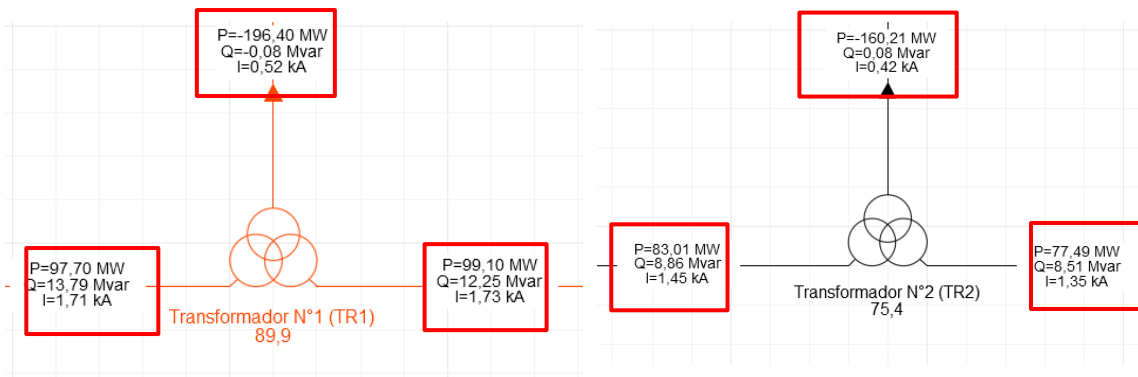 P=-196,40 MW
Q=-0,08 Mvar
I=0,52 kA
P=97,70 MW
Q=13,79 Mvar
I=1,71 kA
P=99,10 MW
Q=12,25 Mvar
I=1,73 kA
Transformador N°1 (TR1)
89,9
P=-160,21 MW
Q=0,08 Mvar
I=0,42 kA
P=83,01 MW
Q=8,86 Mvar
I=1,45 kA
P=77,49 MW
Q=8,51 Mvar
I=1,35 kA
Transformador N°2 (TR2)
75,4